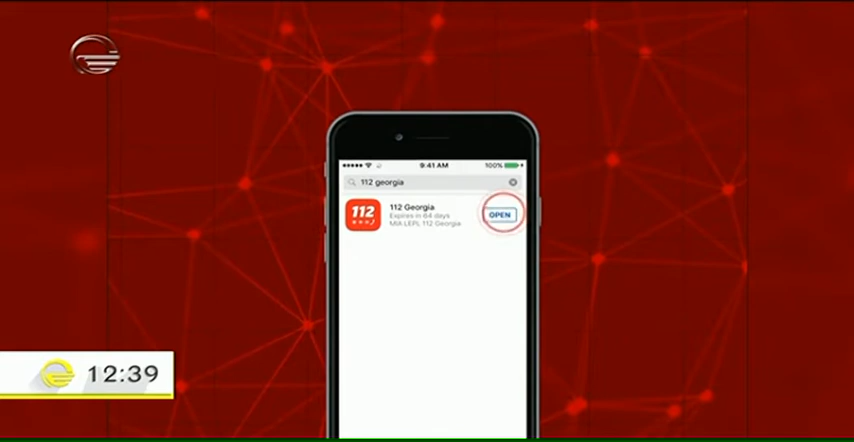 9:41 AM
100%
112 georgia
112
112 Georgia
Expires in 64 days
MIA LEPL 112 Georgia
OPEN
12:39